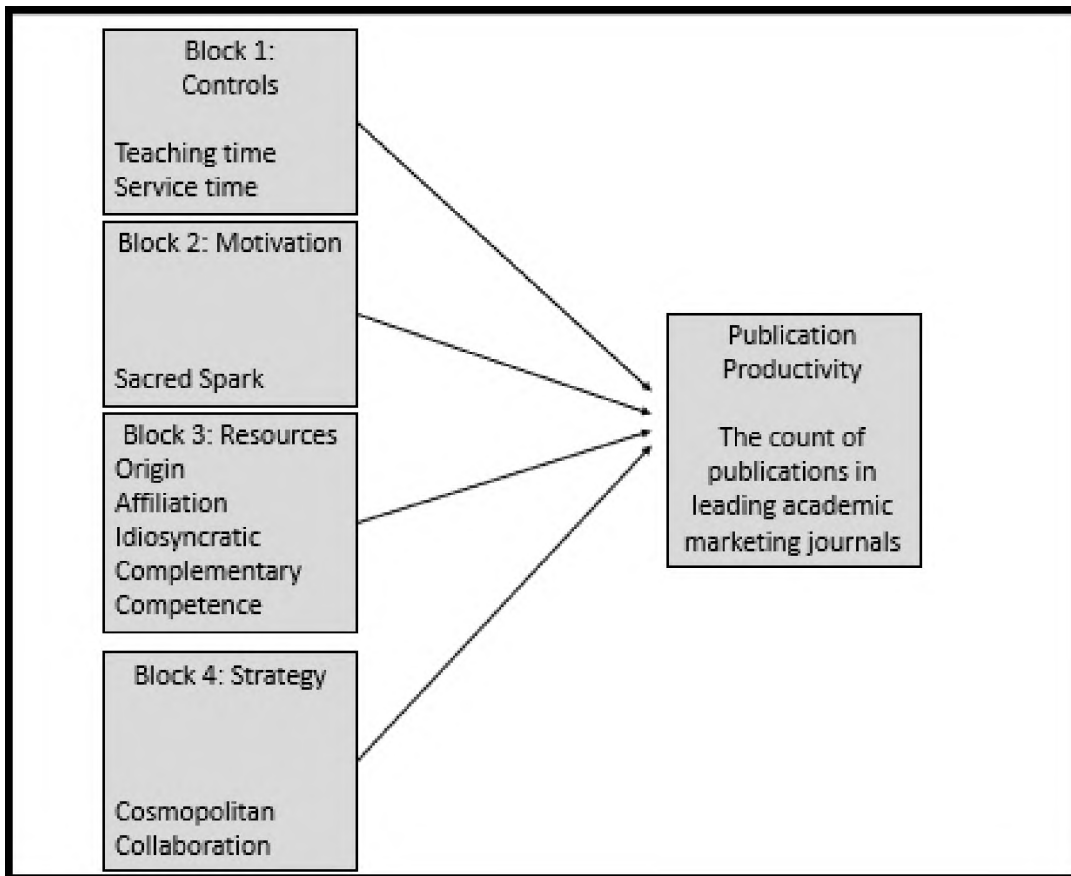 Block 1:
Controls
Teaching time
Service time
Block 2: Motivation
Sacred Spark
Block 3: Resources
Origin
Affiliation
Idiosyncratic
Complementary
Competence
Block 4: Strategy
Cosmopolitan
Collaboration
Publication
Productivity
The count of
publications in
leading academic
marketing journals